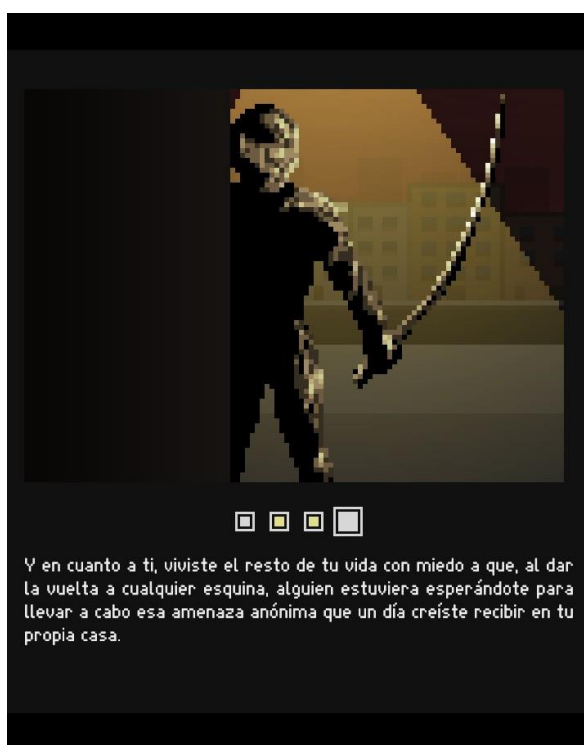 Y en cuanto a ti, viviste el resto de tu vida con miedo a que, al dar
la vuelta a cualquier esquina, alguien estuviera esperándote para
llevar a cabo esa amenaza anónima que un día creíste recibir en tu
propia casa.